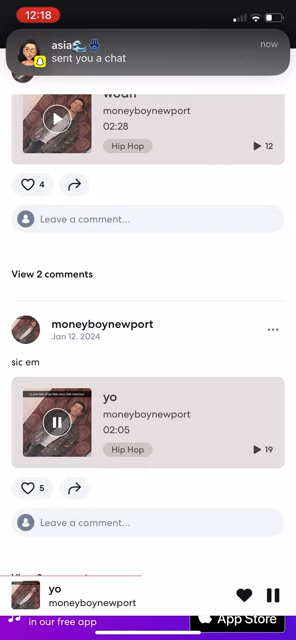 12:18
asia🌊 🪬
now
sent you a chat
woah
moneyboynewport
02:28
Hip Hop
12
4
Leave a comment...
View 2 comments
moneyboynewport
Jan 12, 2024
sic em
yo
moneyboynewport
02:05
Hip Hop
19
5
Leave a comment...
yo
moneyboynewport
in our free app
App Store